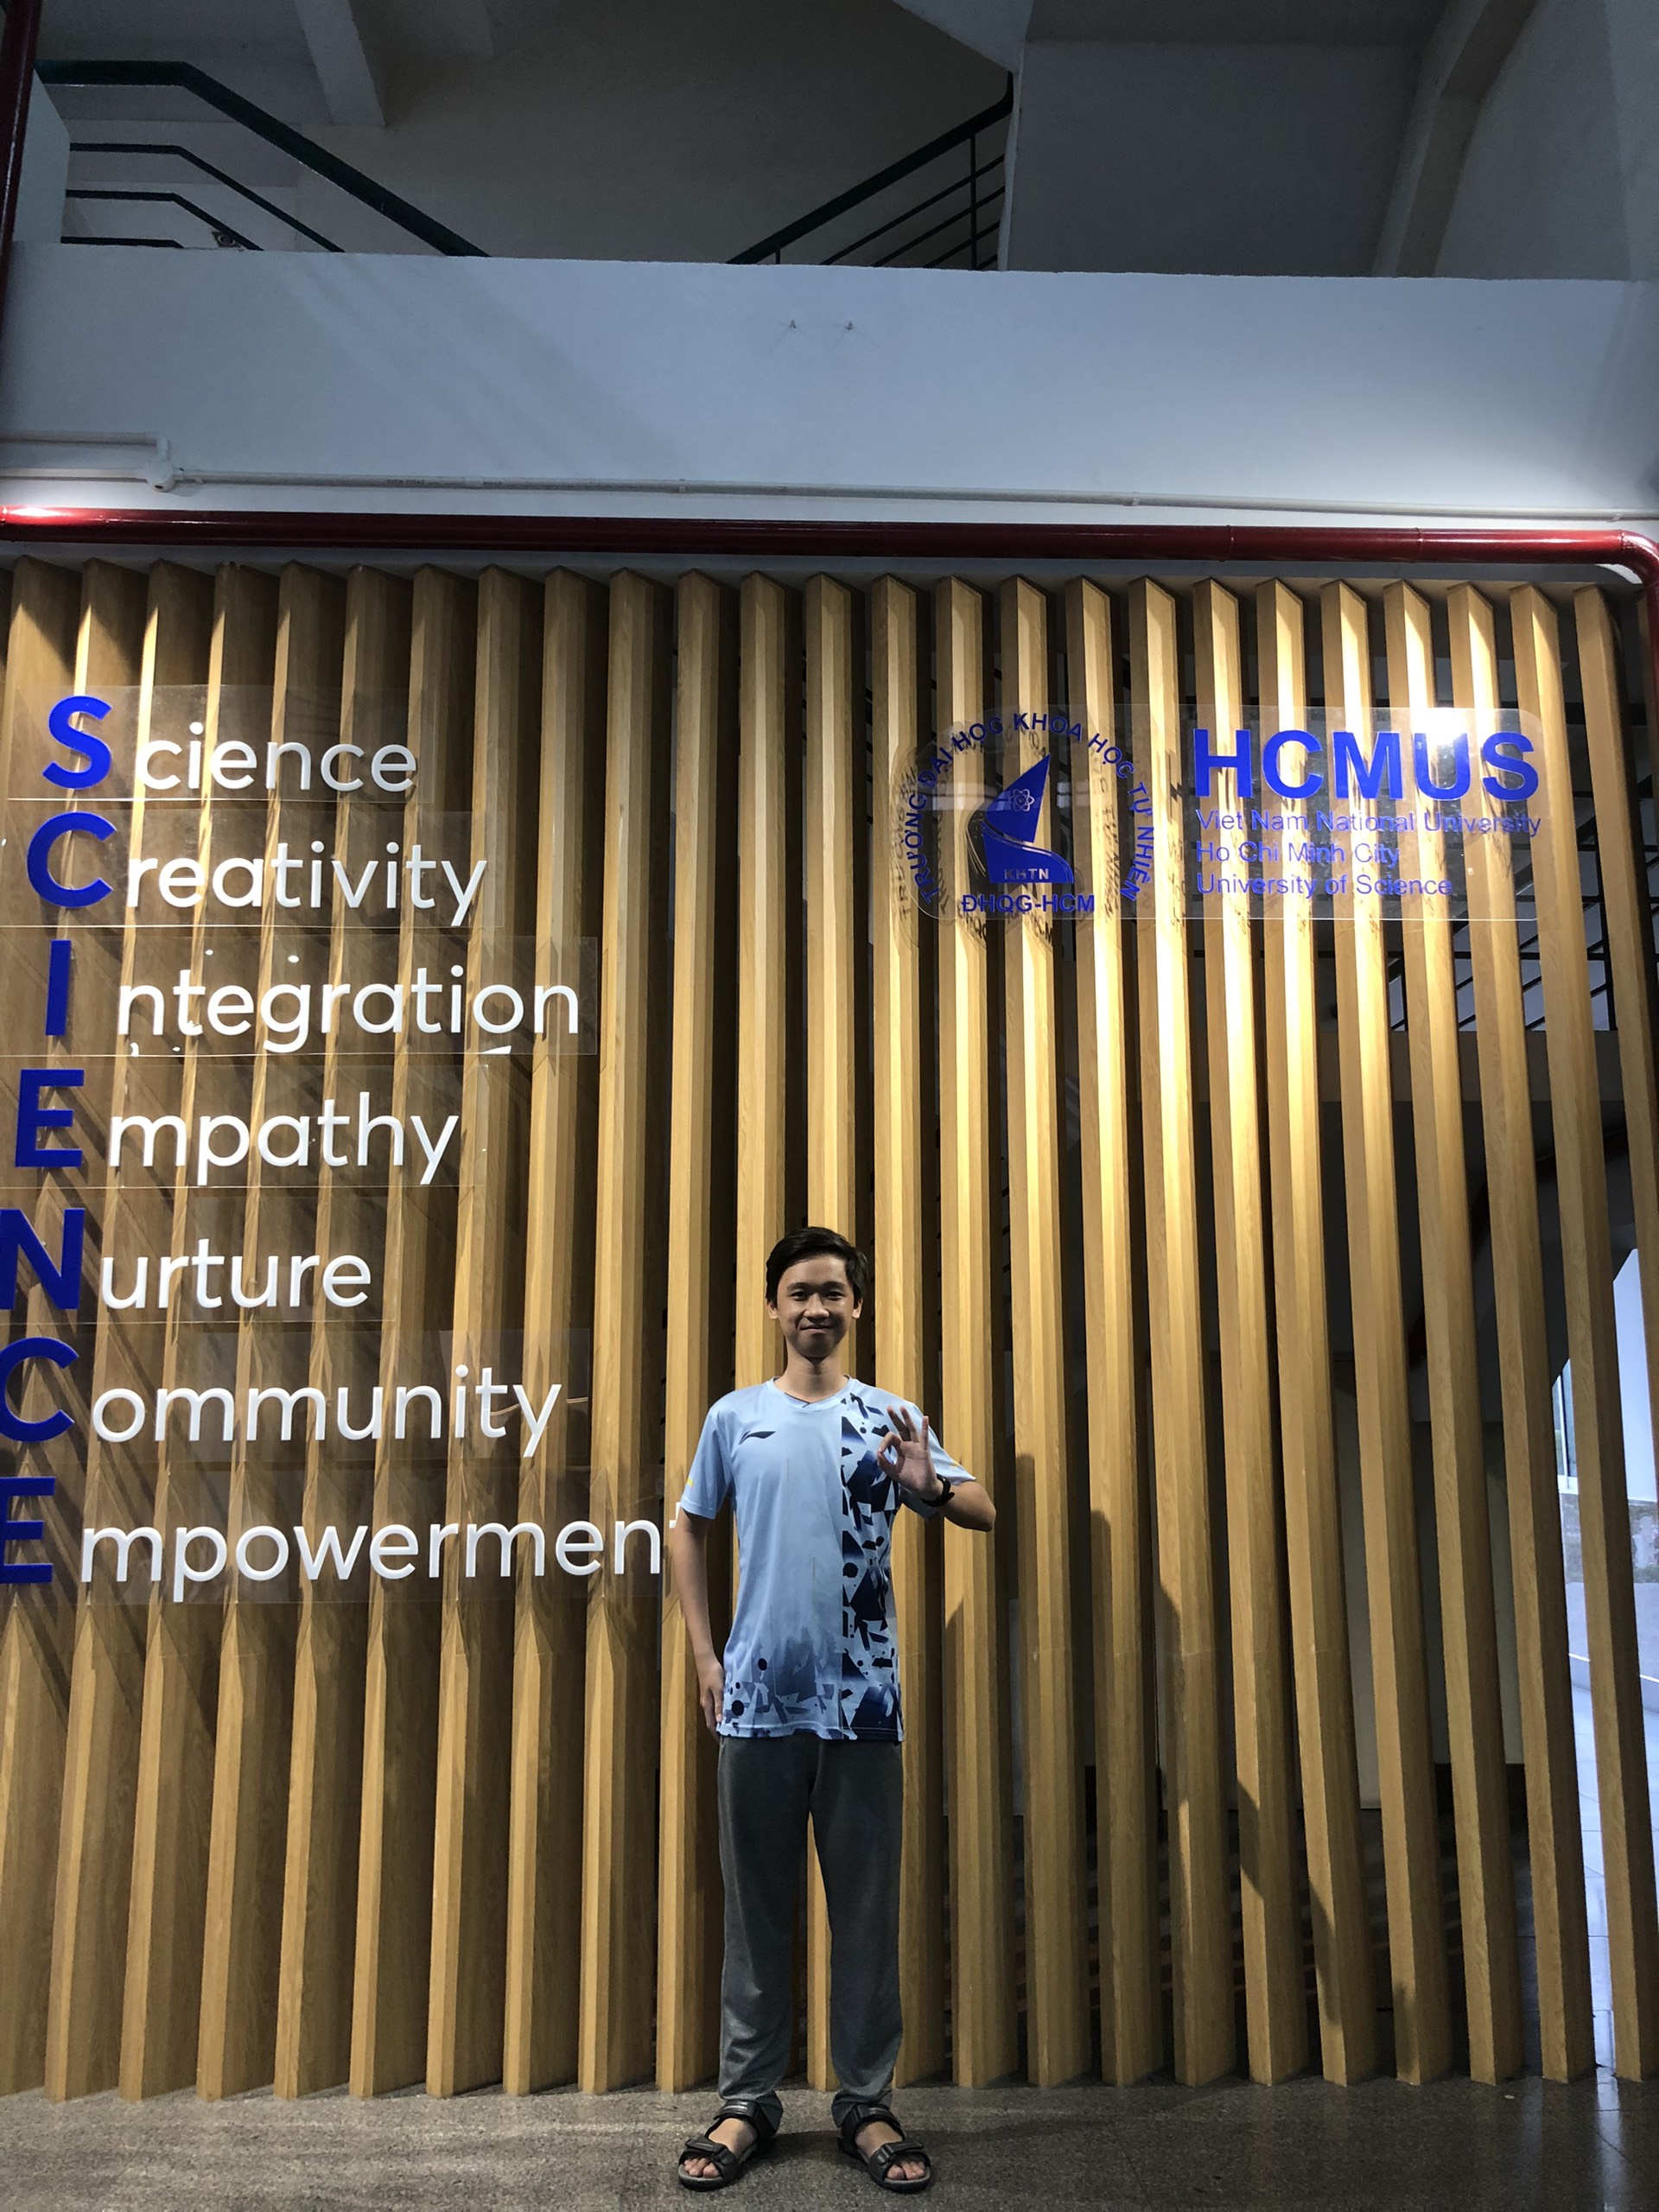 Science
Creativity
Integration
Empathy
Nurture
Community
Empowerment
TRƯỜNG ĐẠI HỌC KHOA HỌC TỰ NHIÊN
KHTN
ĐHQG-HCM
HCMUS
Viet Nam National University
Ho Chi Minh City
University of Science